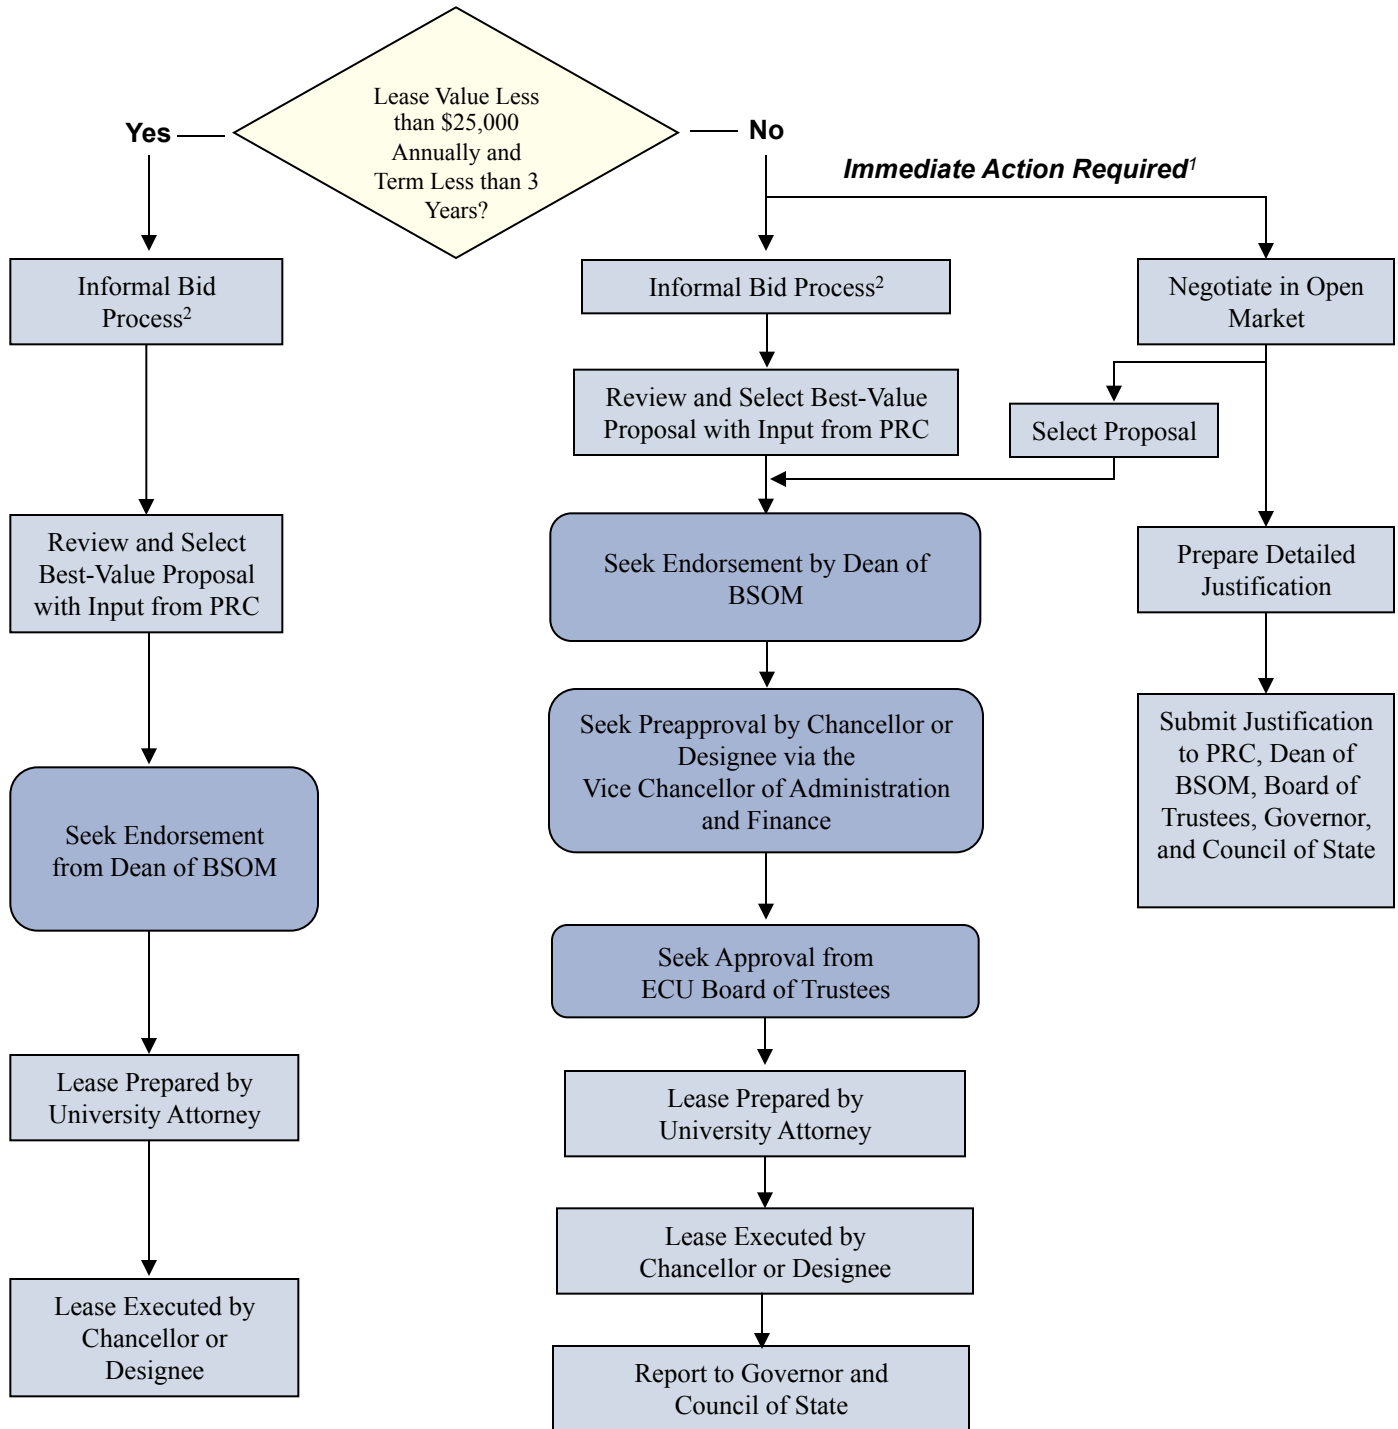 Lease Value Less
than $25,000
Annually and
Term Less than 3
Years?
Yes
No
Immediate Action Required1
Informal Bid
Process2
Review and Select
Best-Value Proposal
with Input from PRC
Seek Endorsement
from Dean of BSOM
Lease Prepared by
University Attorney
Lease Executed by
Chancellor or
Designee
Informal Bid Process2
Review and Select Best-Value
Proposal with Input from PRC
Seek Endorsement by Dean of
BSOM
Seek Preapproval by Chancellor or
Designee via the
Vice Chancellor of Administration
and Finance
Seek Approval from
ECU Board of Trustees
Lease Prepared by
University Attorney
Lease Executed by
Chancellor or Designee
Report to Governor and
Council of State
Negotiate in Open
Market
Select Proposal
Prepare Detailed
Justification
Submit Justification
to PRC, Dean of
BSOM, Board of
Trustees, Governor,
and Council of State